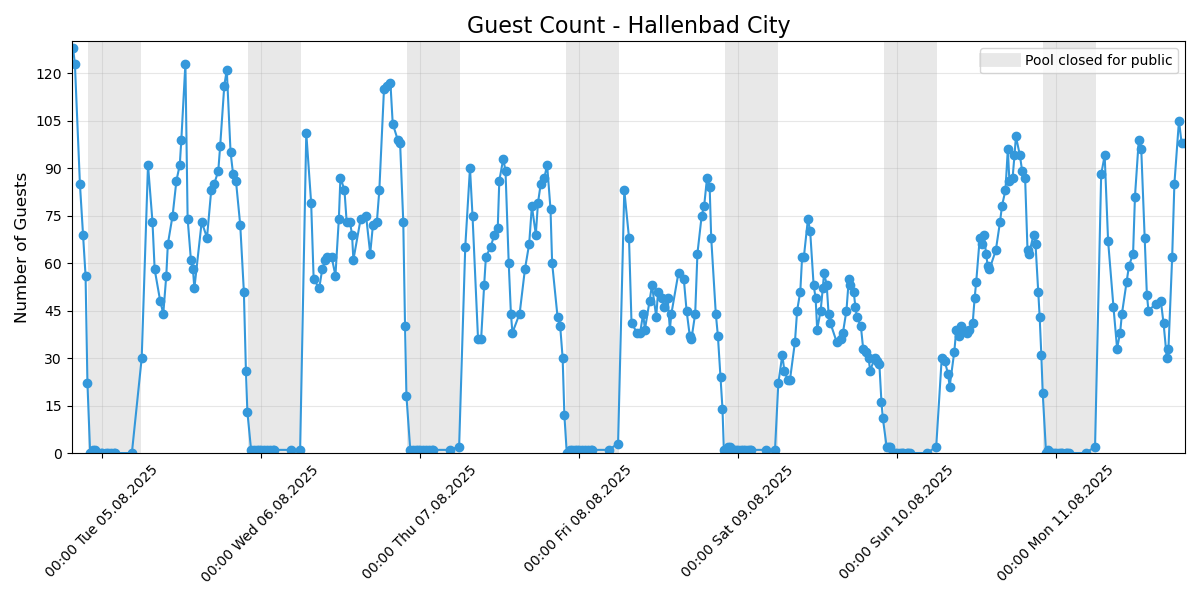 Guest Count - Hallenbad City
Pool closed for public
Number of Guests
120
105
90
75
60
45
30
15
0
00:00 Tue 05.08.2025
00:00 Wed 06.08.2025
00:00 Thu 07.08.2025
00:00 Fri 08.08.2025
00:00 Sat 09.08.2025
00:00 Sun 10.08.2025
00:00 Mon 11.08.2025